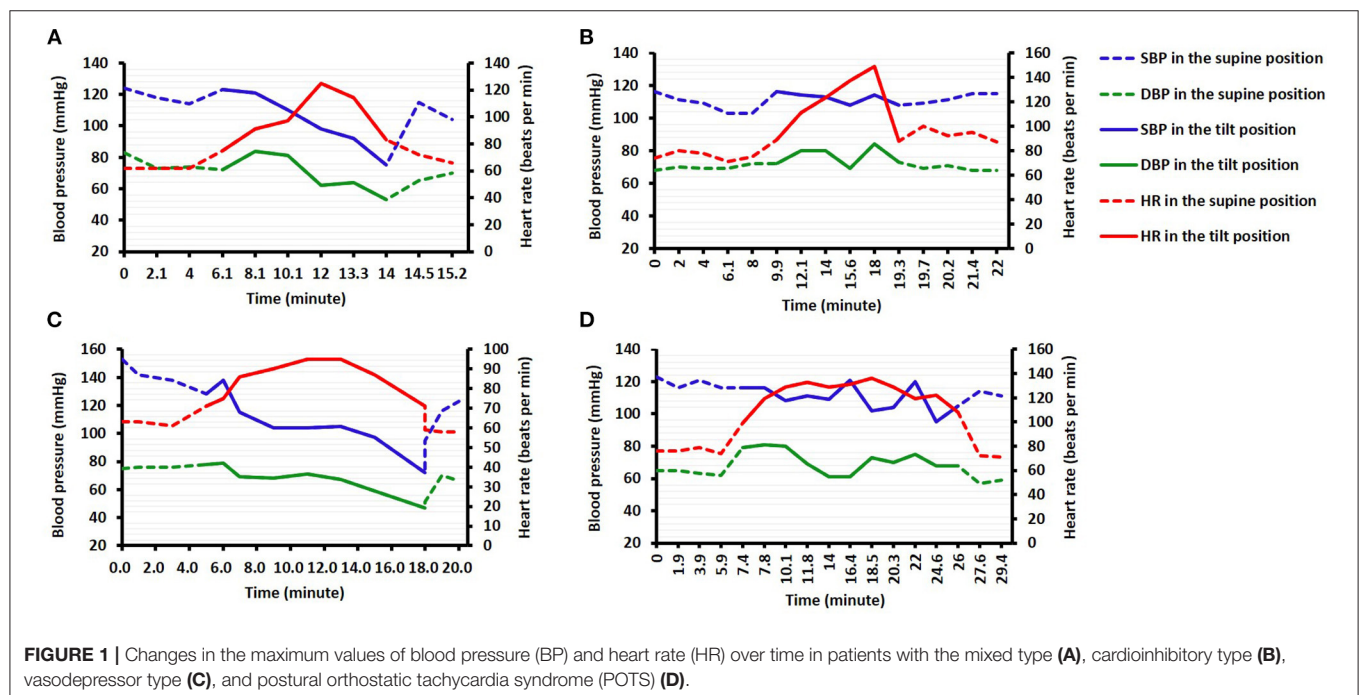 A
Blood pressure (mmHg)
140
120
100
80
60
40
20
140
120
100
80
60
40
20
0
Heart rate (beats per min)
0 2.1 4 6.1 8.1 10.1 12 13.3 14 14.5 15.2
Time (minute)
B
Blood pressure (mmHg)
140
120
100
80
60
40
20
160
140
120
100
80
60
40
20
0
Heart rate (beats per min)
0 2 4 6.1 8 9.9 12.1 14 15.6 18 19.3 19.7 20.2 21.4 22
Time (minute)
SBP in the supine position
DBP in the supine position
SBP in the tilt position
DBP in the tilt position
HR in the supine position
HR in the tilt position
C
Blood pressure (mmHg)
160
140
120
100
80
60
40
20
100
90
80
70
60
50
40
30
20
10
0
Heart rate (beats per min)
0.0 2.0 4.0 6.0 8.0 10.0 12.0 14.0 16.0 18.0 20.0
Time (minute)
D
Blood pressure (mmHg)
140
120
100
80
60
40
20
160
140
120
100
80
60
40
20
0
Heart rate (beats per min)
0 1.9 3.9 5.9 7.4 7.8 10.1 11.8 14 16.4 18.5 20.3 22 24.6 26 27.6 29.4
Time (minute)
FIGURE 1 | Changes in the maximum values of blood pressure (BP) and heart rate (HR) over time in patients with the mixed type (A), cardioinhibitory type (B),
vasodepressor type (C), and postural orthostatic tachycardia syndrome (POTS) (D).